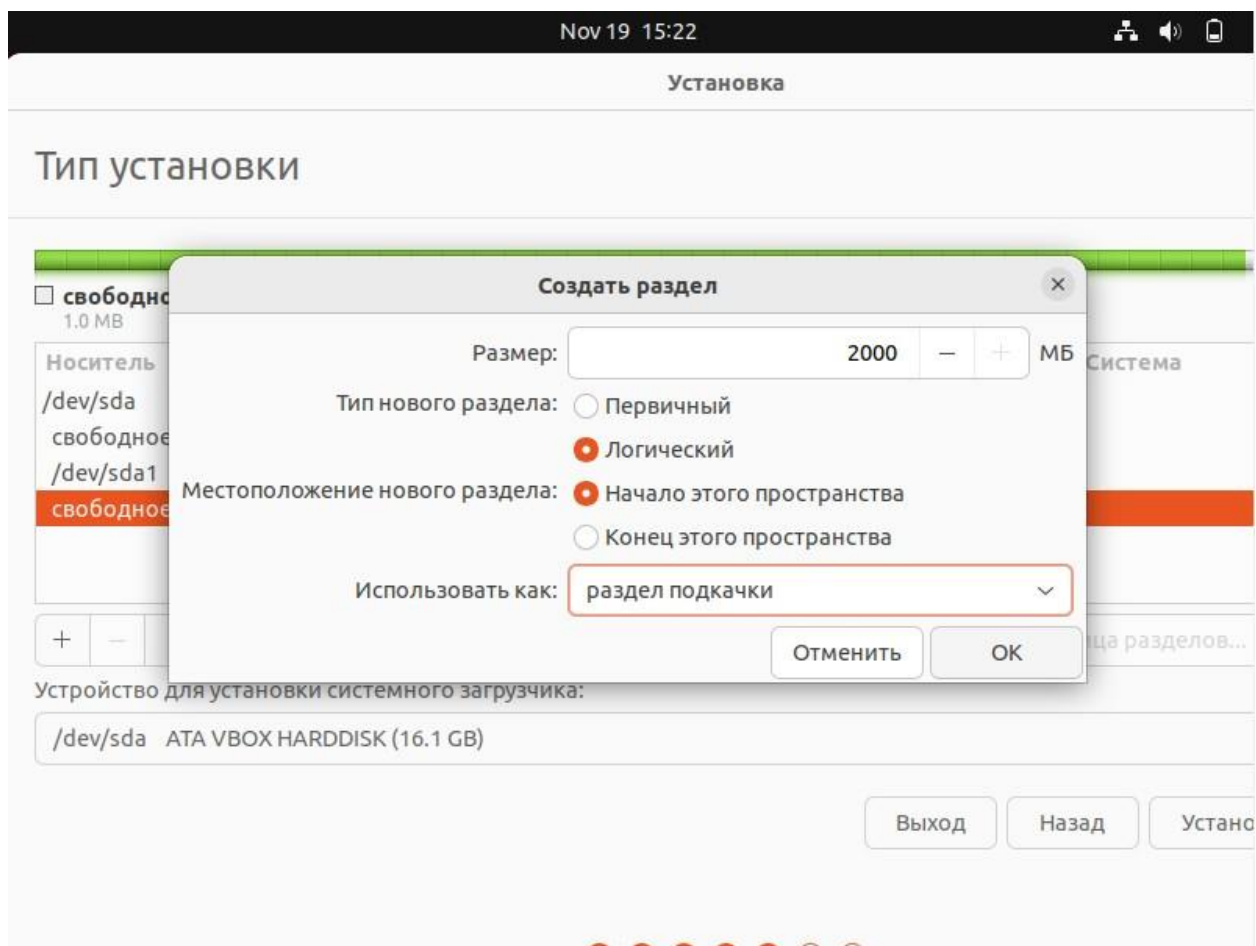 Nov 19 15:22
Установка
Тип установки
Создать раздел
свободно
1.0 MB
Размер: 2000 МБ
Носитель Система
Тип нового раздела: Первичный
/dev/sda
свободное
Логический
/dev/sda1
Местоположение нового раздела: Начало этого пространства
свободное
Конец этого пространства
Использовать как: раздел подкачки
+ − Отменить ОК разделов...
Устройство для установки системного загрузчика:
/dev/sda ATA VBOX HARDDISK (16.1 GB)
Выход Назад Устано